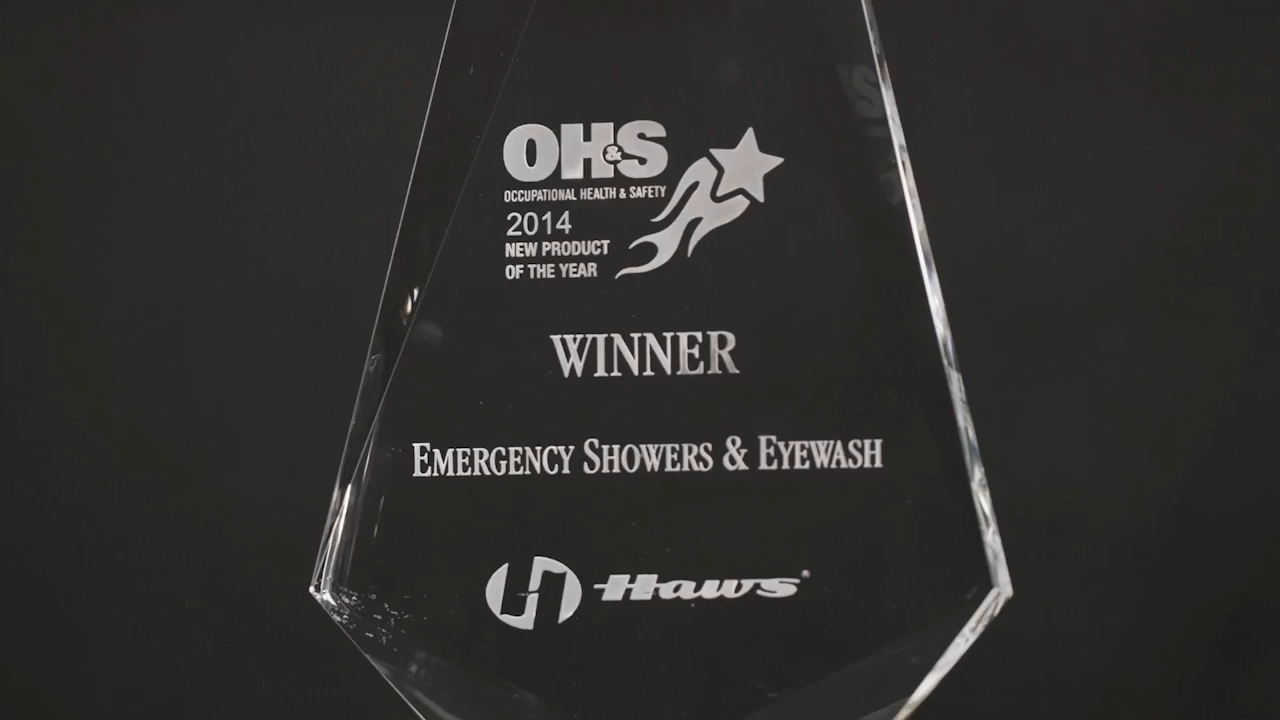 OH&S
OCCUPATIONAL HEALTH & SAFETY
2014
NEW PRODUCT
OF THE YEAR
WINNER
EMERGENCY SHOWERS & EYEWASH
Haws®